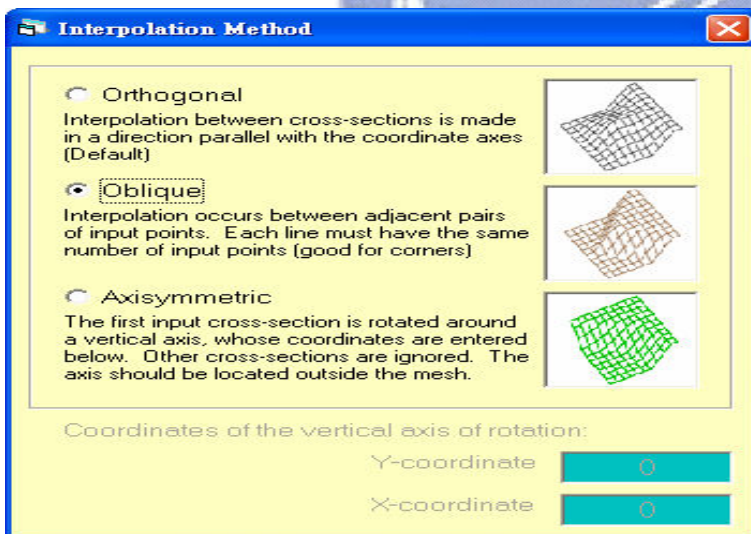 Interpolation Method
Orthogonal
Interpolation between cross-sections is made
in a direction parallel with the coordinate axes
(Default)
Oblique
Interpolation occurs between adjacent pairs
of input points. Each line must have the same
number of input points (good for corners)
Axisymmetric
The first input cross-section is rotated around
a vertical axis, whose coordinates are entered
below. Other cross-sections are ignored. The
axis should be located outside the mesh.
Coordinates of the vertical axis of rotation:
Y-coordinate 0
X-coordinate 0